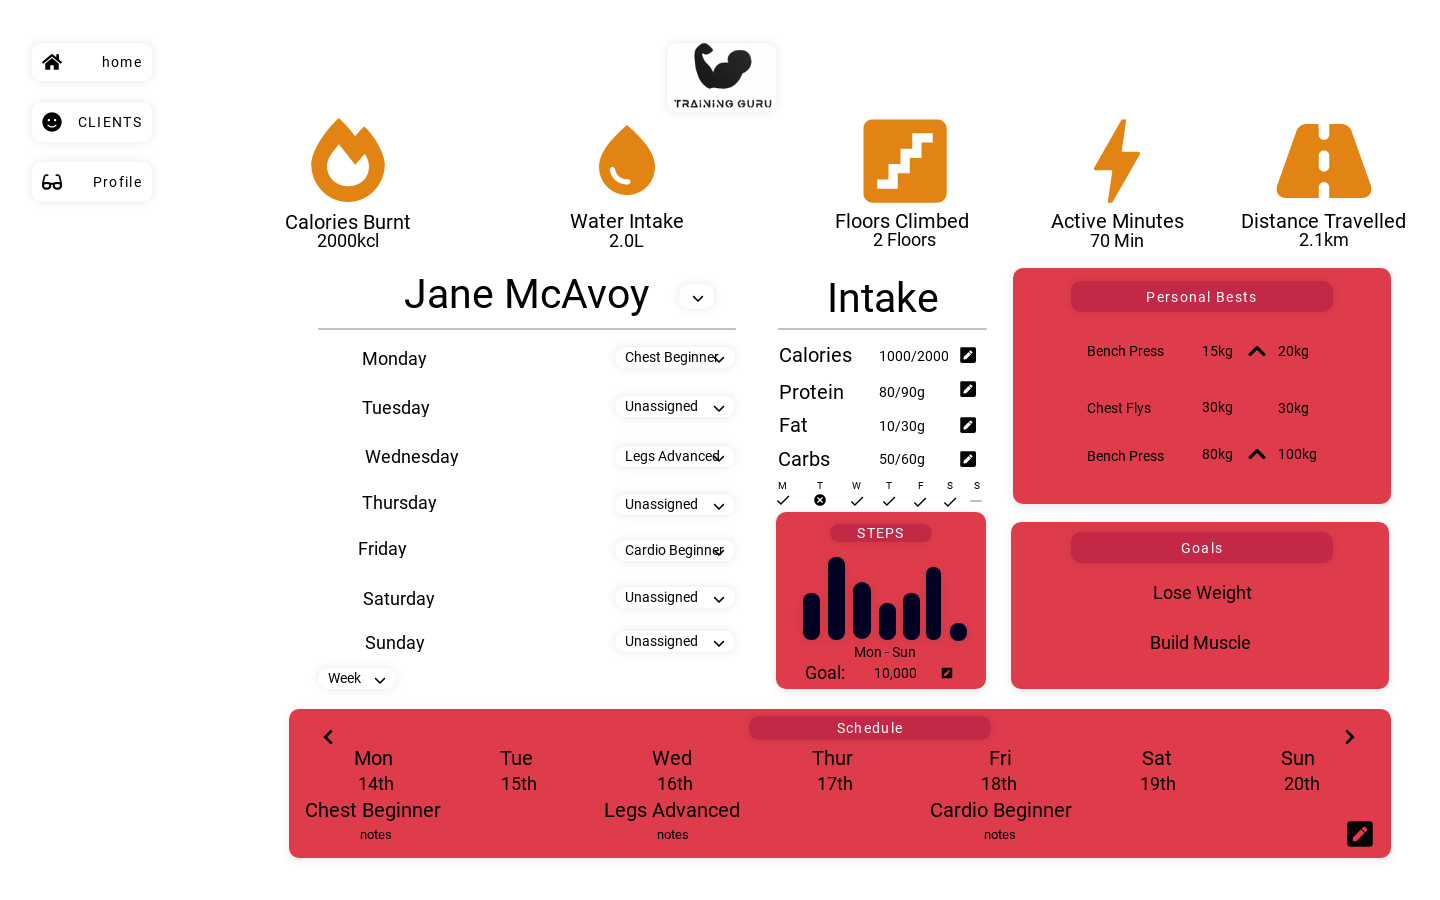 home
CLIENTS
Profile
TRAINING GURU
Calories Burnt
2000kcl
Water Intake
2.0L
Floors Climbed
2 Floors
Active Minutes
70 Min
Distance Travelled
2.1km
Jane McAvoy
Monday Chest Beginner
Tuesday Unassigned
Wednesday Legs Advanced
Thursday Unassigned
Friday Cardio Beginner
Saturday Unassigned
Sunday Unassigned
Week
Intake
Calories 1000/2000
Protein 80/90g
Fat 10/30g
Carbs 50/60g
M T W T F S S
STEPS
Mon - Sun
Goal: 10,000
Personal Bests
Bench Press 15kg 20kg
Chest Flys 30kg 30kg
Bench Press 80kg 100kg
Goals
Lose Weight
Build Muscle
Schedule
Mon Tue Wed Thur Fri Sat Sun
14th 15th 16th 17th 18th 19th 20th
Chest Beginner Legs Advanced Cardio Beginner
notes notes notes